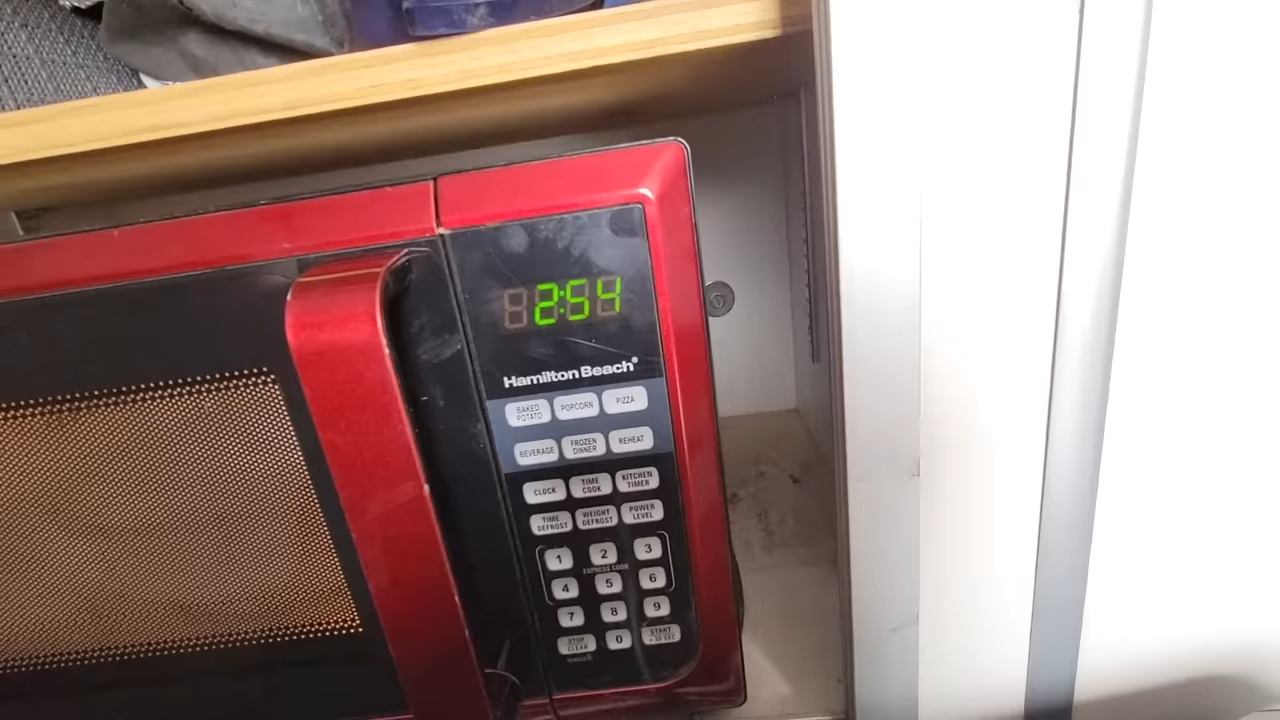 2:54
Hamilton Beach®
BAKED POTATO
POPCORN
PIZZA
BEVERAGE
FROZEN DINNER
REHEAT
CLOCK
TIME COOK
KITCHEN TIMER
TIME DEFROST
WEIGHT DEFROST
POWER LEVEL
1 2 3
EXPRESS COOK
4 5 6
7 8 9
STOP CLEAR
0
START +30 SEC